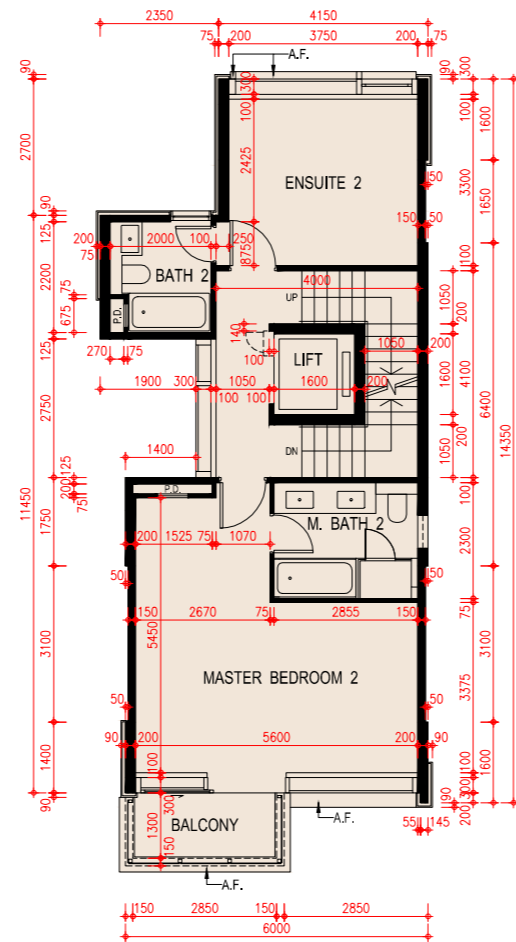 2350 4150
75 200 3750 200 75
A.F.
90 300 90 300
100 100
2700 2425 1600
3300
ENSUITE 2
150
1650
150 50
90
125
200 2000 100 250
875
100
75
BATH 2
2200
4000
1050
UP
75
675
P.D.
140
200
125
LIFT
1050 200
100
270 75
1600
4100
1900 300 1050 1600 200
100 100
6400
2750
14350
1400
DN
1050
200
125
200
75
P.D.
100
11450
1750
M. BATH 2
200 1525 75 1070
2300
50 50
150 2670 75 2855 150
75
5450
3100
3100
MASTER BEDROOM 2
3375
50 50
90 200 5600 200 90
1400
100 100
1600
90 300 300 90
200
1300
BALCONY
A.F.
55 145
150
A.F.
150 2850 150 2850
6000